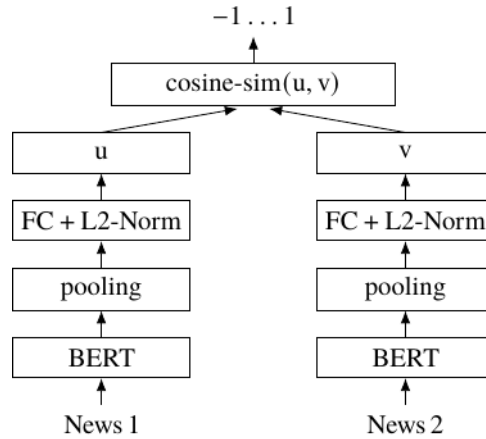 −1 … 1
cosine-sim(u, v)
u
v
FC + L2-Norm
FC + L2-Norm
pooling
pooling
BERT
BERT
News 1
News 2